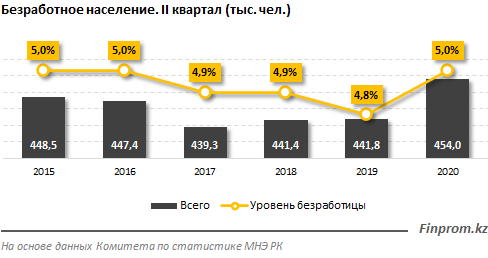 Безработное население. II квартал (тыс. чел.)
5,0% 5,0% 4,9% 4,9% 4,8% 5,0%
448,5 447,4 439,3 441,4 441,8 454,0
2015 2016 2017 2018 2019 2020
Всего Уровень безработицы
Finprom.kz
На основе данных Комитета по статистике МНЭ РК